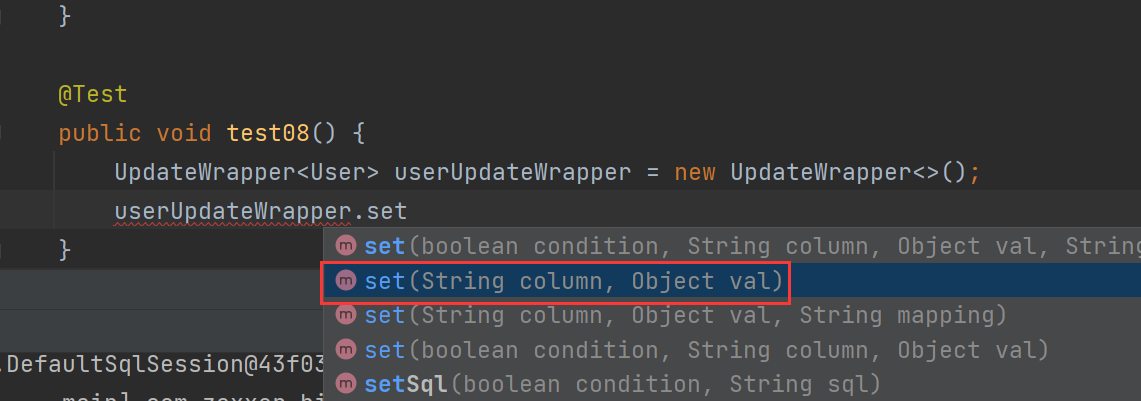 }
@Test
public void test08() {
UpdateWrapper<User> userUpdateWrapper = new UpdateWrapper<>();
userUpdateWrapper.set
}
m set(boolean condition, String column, Object val, String
m set(String column, Object val)
m set(String column, Object val, String mapping)
m set(boolean condition, String column, Object val)
m setSql(boolean condition, String sql)
.DefaultSqlSession@43f03